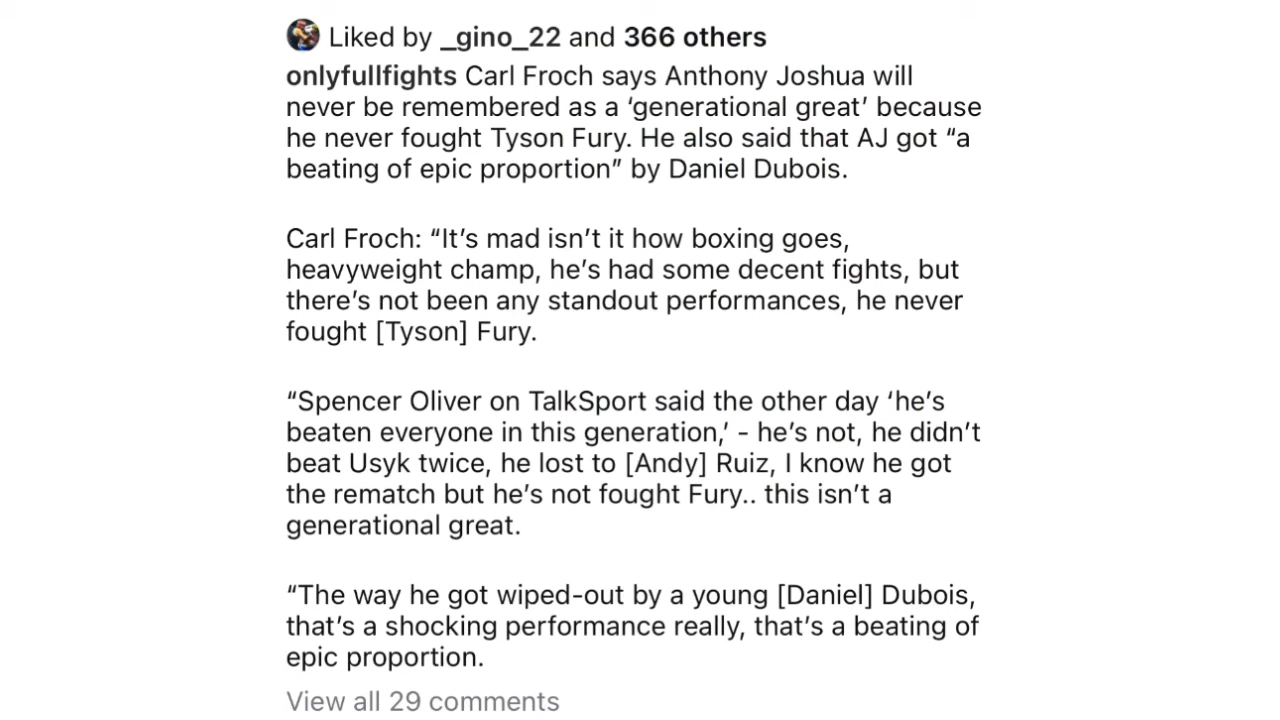 Liked by _gino_22 and 366 others
onlyfullfights Carl Froch says Anthony Joshua will
never be remembered as a ‘generational great’ because
he never fought Tyson Fury. He also said that AJ got “a
beating of epic proportion” by Daniel Dubois.
Carl Froch: “It’s mad isn’t it how boxing goes,
heavyweight champ, he’s had some decent fights, but
there’s not been any standout performances, he never
fought [Tyson] Fury.
“Spencer Oliver on TalkSport said the other day ‘he’s
beaten everyone in this generation,’ - he’s not, he didn’t
beat Usyk twice, he lost to [Andy] Ruiz, I know he got
the rematch but he’s not fought Fury.. this isn’t a
generational great.
“The way he got wiped-out by a young [Daniel] Dubois,
that’s a shocking performance really, that’s a beating of
epic proportion.
View all 29 comments